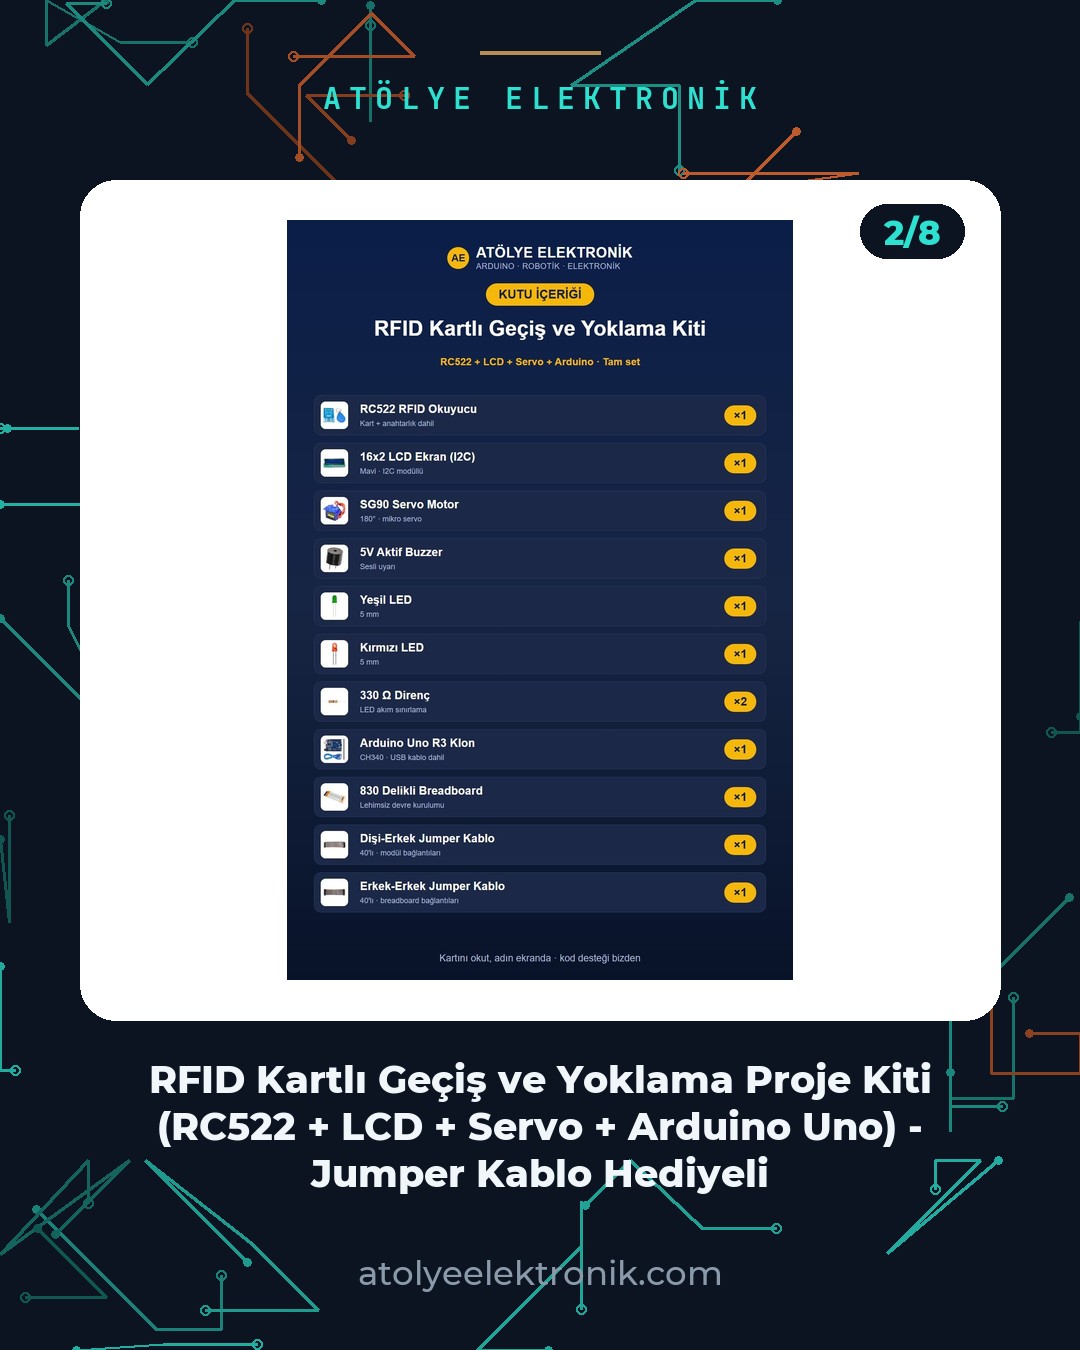 ATÖLYE ELEKTRONİK
2/8
AE
ATÖLYE ELEKTRONİK
ARDUINO · ROBOTİK · ELEKTRONİK
KUTU İÇERİĞİ
RFID Kartlı Geçiş ve Yoklama Kiti
RC522 + LCD + Servo + Arduino · Tam set
RC522 RFID Okuyucu
Kart + anahtarlık dahil
×1
16x2 LCD Ekran (I2C)
Mavi · I2C modüllü
×1
SG90 Servo Motor
180° · mikro servo
×1
5V Aktif Buzzer
Sesli uyarı
×1
Yeşil LED
5 mm
×1
Kırmızı LED
5 mm
×1
330 Ω Direnç
LED akım sınırlama
×2
Arduino Uno R3 Klon
CH340 · USB kablo dahil
×1
830 Delikli Breadboard
Lehimsiz devre kurulumu
×1
Dişi-Erkek Jumper Kablo
40'lı · modül bağlantıları
×1
Erkek-Erkek Jumper Kablo
40'lı · breadboard bağlantıları
×1
Kartını okut, adın ekranda · kod desteği bizden
RFID Kartlı Geçiş ve Yoklama Proje Kiti
(RC522 + LCD + Servo + Arduino Uno) -
Jumper Kablo Hediyeli
atolyeelektronik.com